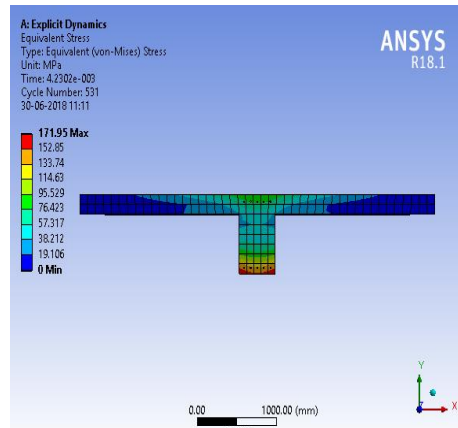 A: Explicit Dynamics
Equivalent Stress
Type: Equivalent (von-Mises) Stress
Unit: MPa
Time: 4.2302e-003
Cycle Number: 531
30-06-2018 11:11
ANSYS
R18.1
171.95 Max
152.85
133.74
114.63
95.529
76.423
57.317
38.212
19.106
0 Min
Y
X
0.00 1000.00 (mm)